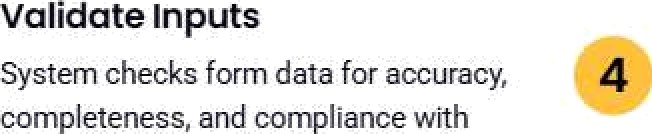 Validate Inputs
System checks form data for accuracy,
completeness, and compliance with
4